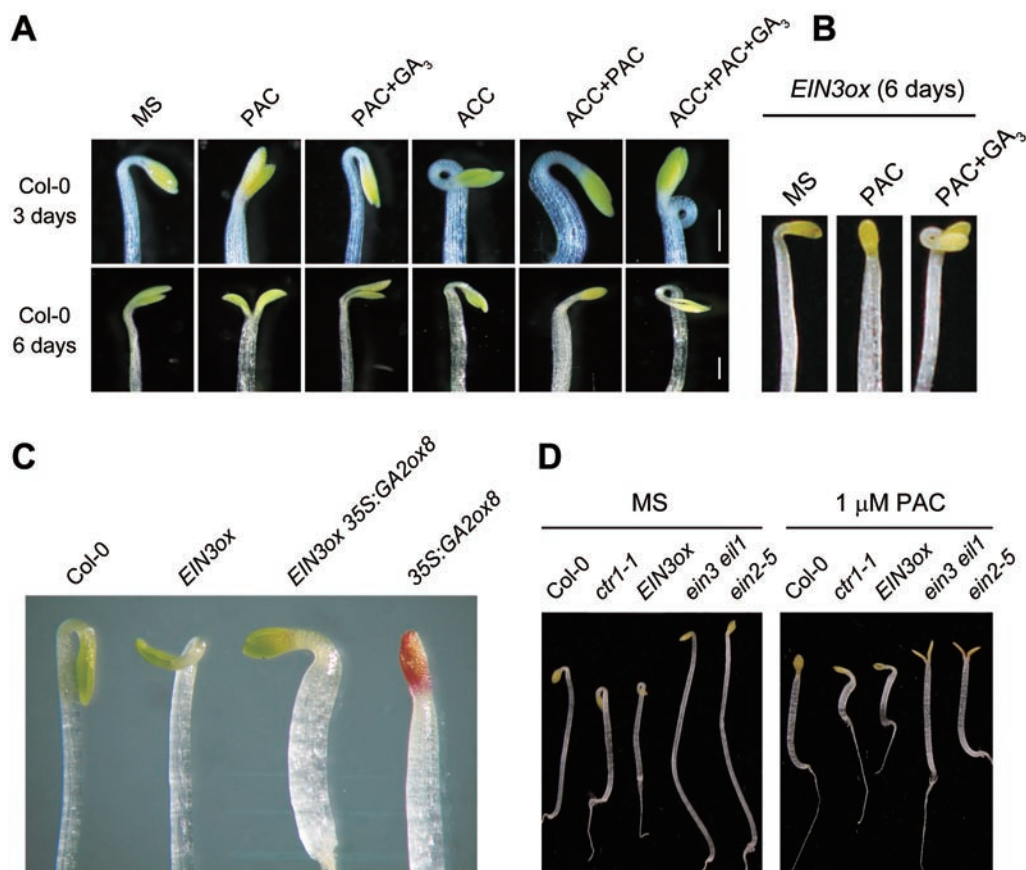 A
MS
PAC
PAC+GA₃
ACC
ACC+PAC
ACC+PAC+GA₃
Col-0
3 days
Col-0
6 days
B
EIN3ox (6 days)
MS
PAC
PAC+GA₃
C
Col-0
EIN3ox
EIN3ox 35S:GA2ox8
35S:GA2ox8
D
MS
Col-0
ctr1-1
EIN3ox
ein3 eil1
ein2-5
1 μM PAC
Col-0
ctr1-1
EIN3ox
ein3 eil1
ein2-5